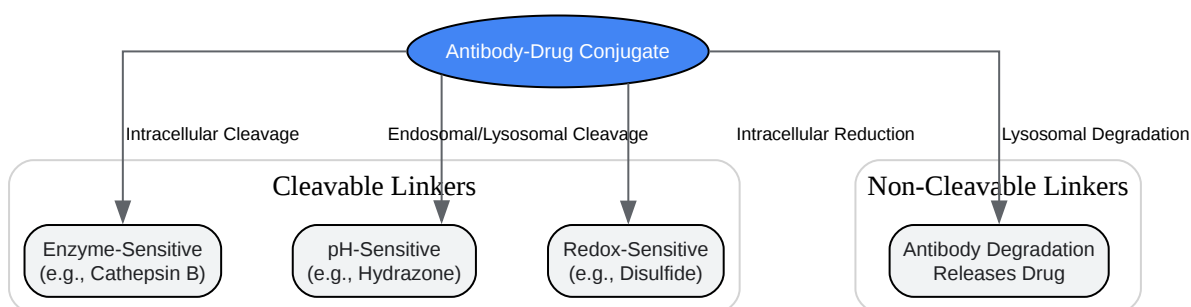 Antibody-Drug Conjugate
Intracellular Cleavage
Endosomal/Lysosomal Cleavage
Intracellular Reduction
Lysosomal Degradation
Cleavable Linkers
Non-Cleavable Linkers
Enzyme-Sensitive
(e.g., Cathepsin B)
pH-Sensitive
(e.g., Hydrazone)
Redox-Sensitive
(e.g., Disulfide)
Antibody Degradation
Releases Drug